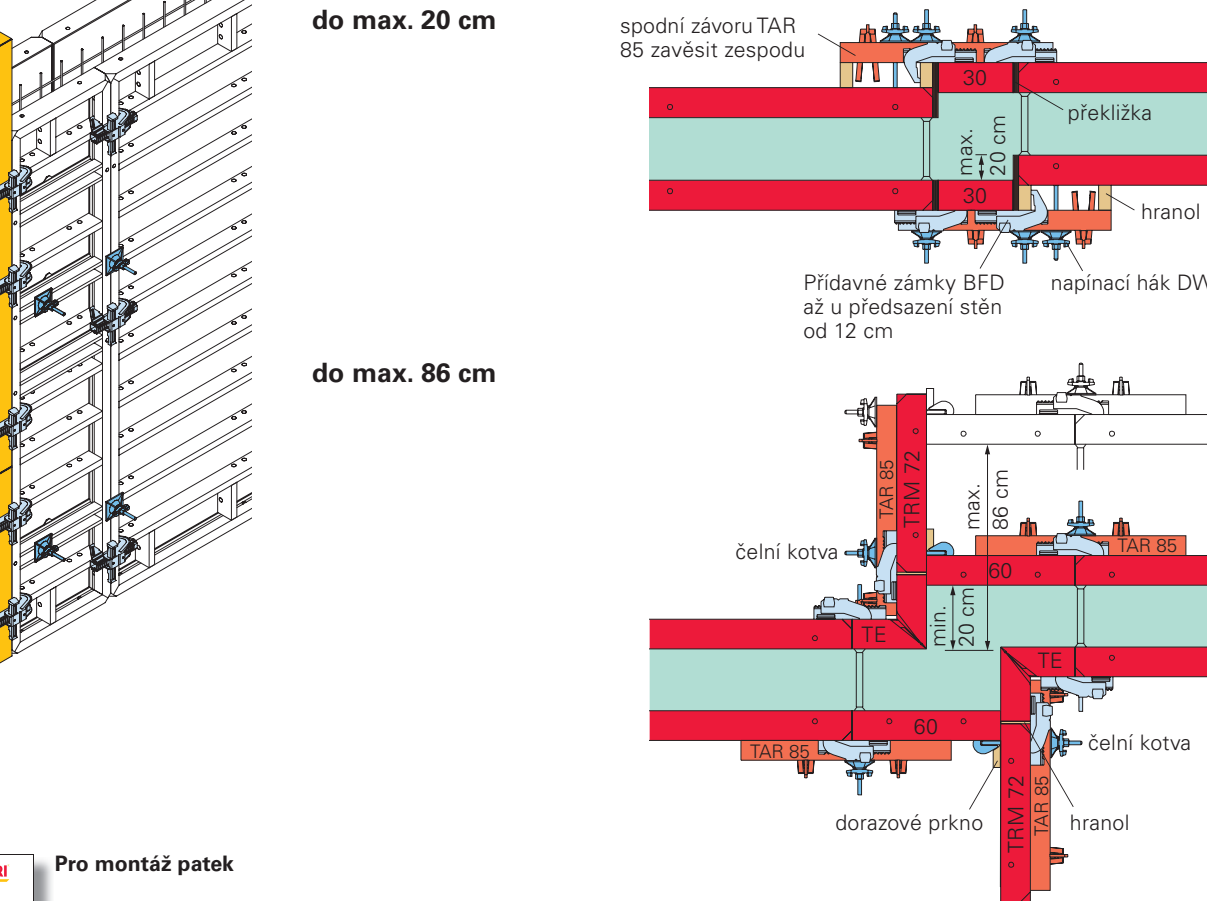 do max. 20 cm
spodní závoru TAR
85 zavěsit zespodu
30
překližka
max.
20 cm
30
hranol
Přídavné zámky BFD
až u předsazení stěn
od 12 cm
napínací hák DW
do max. 86 cm
TAR 85
TRM 72
max.
86 cm
čelní kotva
TAR 85
60
min.
20 cm
TE
TE
60
TAR 85
čelní kotva
TRM 72
TAR 85
dorazové prkno
hranol
RI
Pro montáž patek